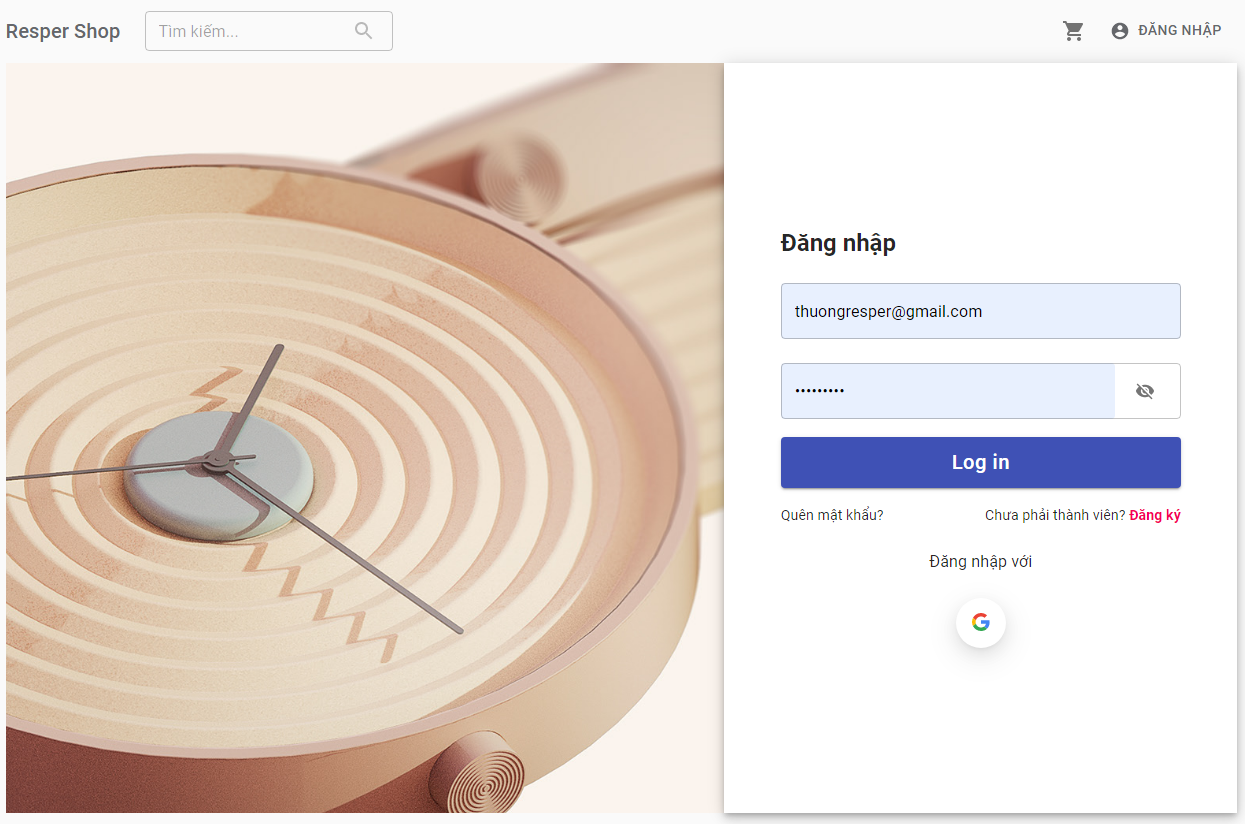 Resper Shop
Tìm kiếm...
ĐĂNG NHẬP
Đăng nhập
thuongresper@gmail.com
•••••••••
Log in
Quên mật khẩu?
Chưa phải thành viên? Đăng ký
Đăng nhập với